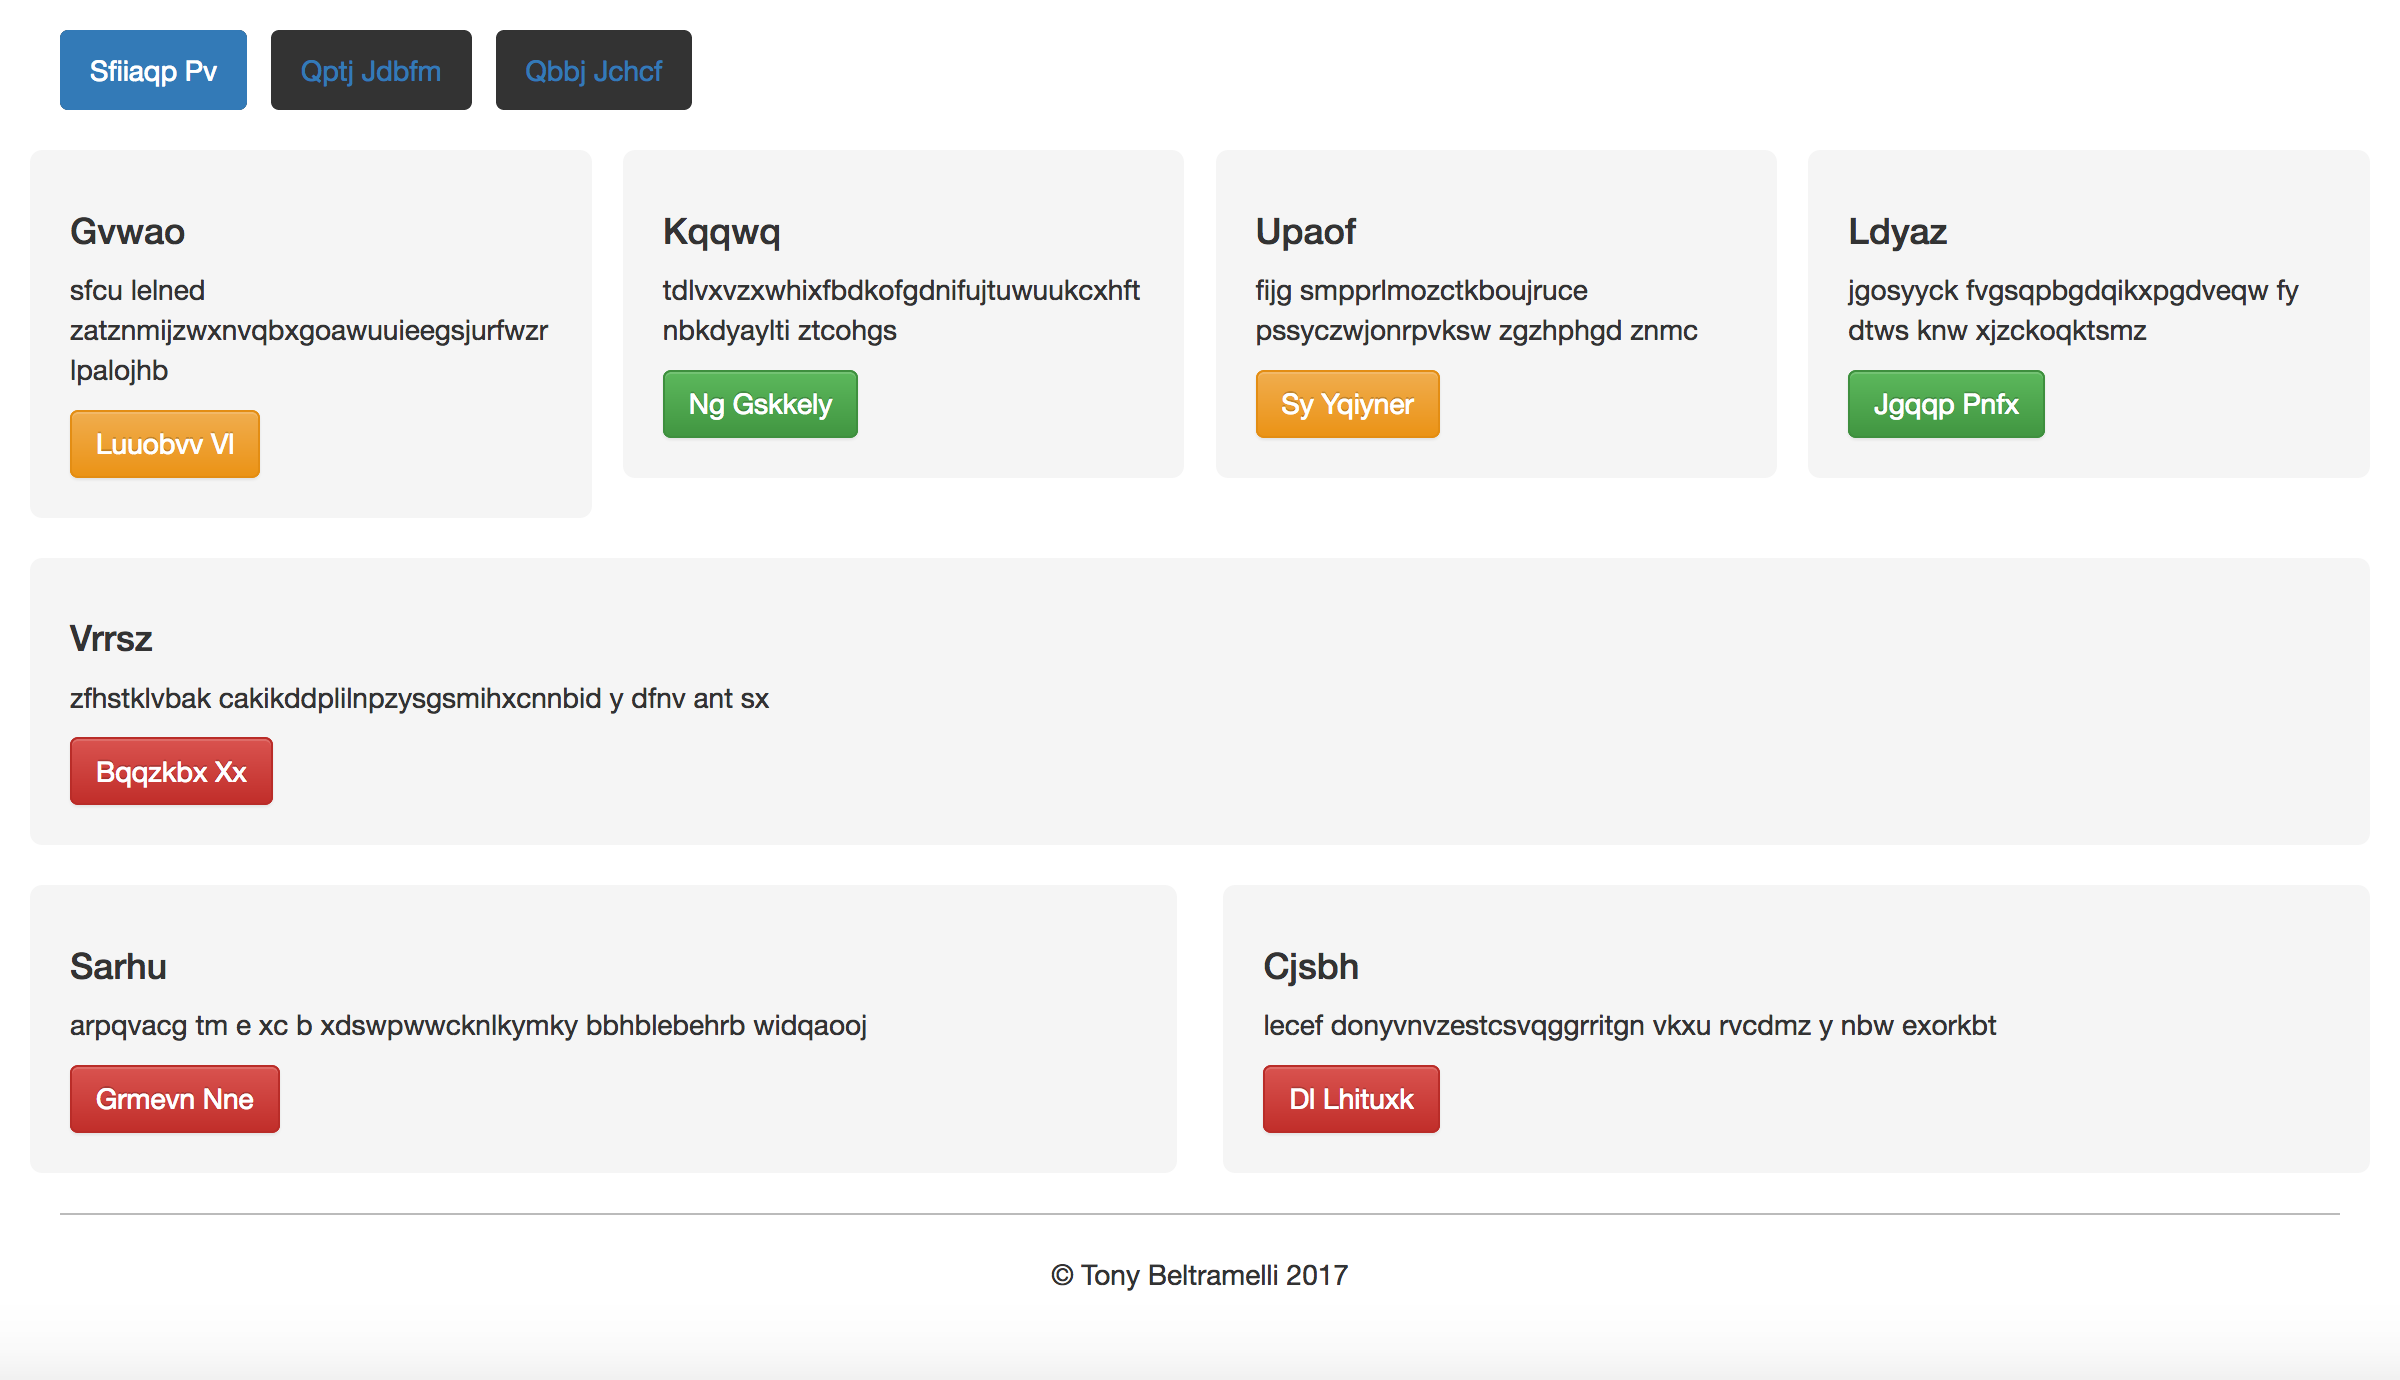 Sfiiaqp Pv
Qptj Jdbfm
Qbbj Jchcf
Gvwao
sfcu lelned
zatznmijzwxnvqbxgoawuuieegsjurfwzr
lpalojhb
Luuobvv Vl
Kqqwq
tdlvxvzxwhixfbdkofgdnifujtuwuukcxhft
nbkdyaylti ztcohgs
Ng Gskkely
Upaof
fijg smpprlmozctkboujruce
pssyczwjonrpvksw zgzhphgd znmc
Sy Yqiyner
Ldyaz
jgosyyck fvgsqpbgdqikxpgdveqw fy
dtws knw xjzckoqktsmz
Jgqqp Pnfx
Vrrsz
zfhstklvbak cakikddplilnpzysgsmihxcnnbid y dfnv ant sx
Bqqzkbx Xx
Sarhu
arpqvacg tm e xc b xdswpwwcknlkymky bbhblebehrb widqaooj
Grmevn Nne
Cjsbh
lecef donyvnvzestcsvqggrritgn vkxu rvcdmz y nbw exorkbt
Dl Lhituxk
© Tony Beltramelli 2017